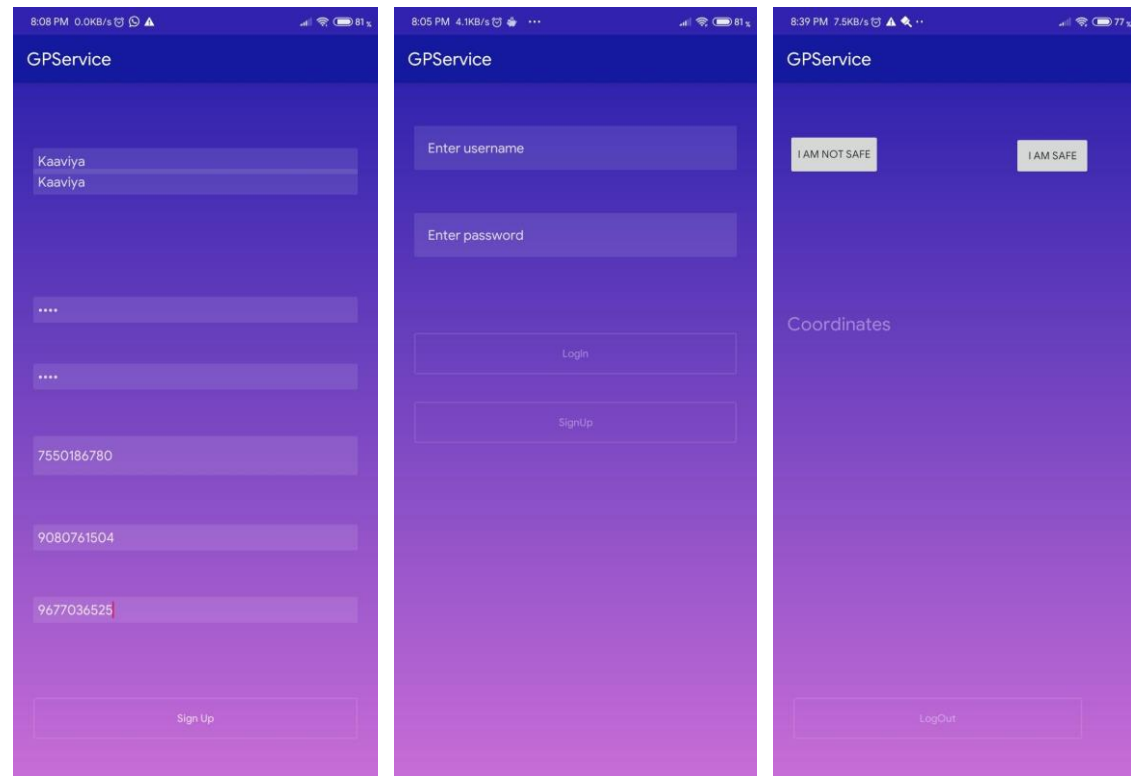 8:08 PM 0.0KB/s
81%
GPService
Kaaviya
Kaaviya
••••
••••
7550186780
9080761504
9677036525
Sign Up
8:05 PM 4.1KB/s
81%
GPService
Enter username
Enter password
LogIn
SignUp
8:39 PM 7.5KB/s
77%
GPService
I AM NOT SAFE
I AM SAFE
Coordinates
LogOut